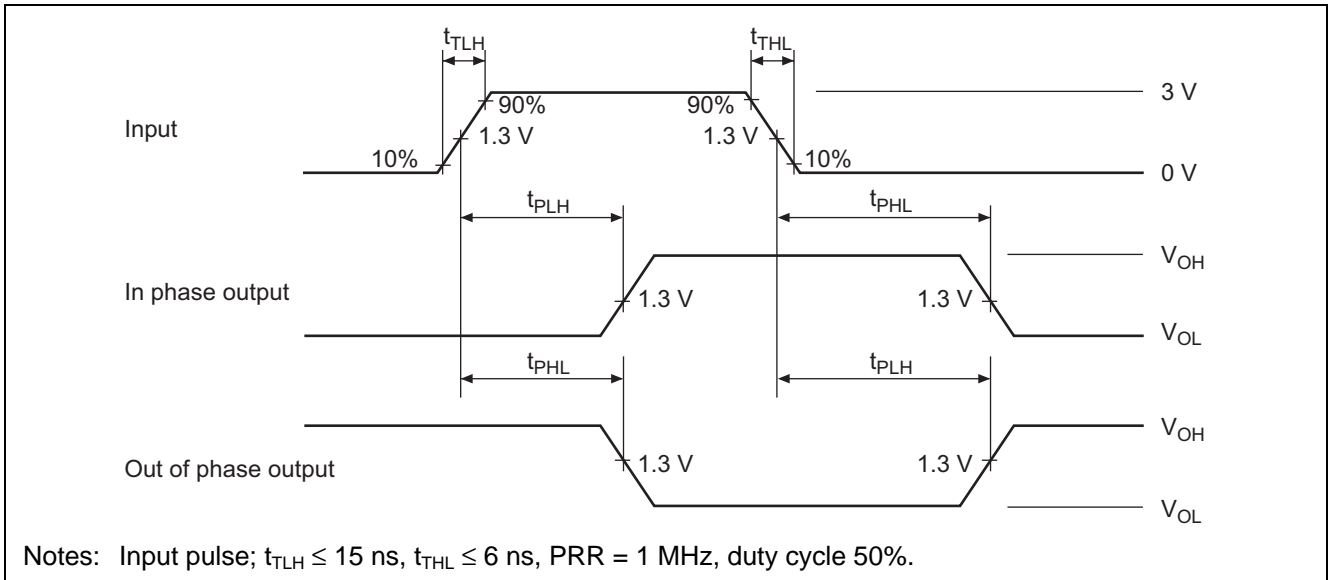 tTLH
tTHL
Input
90%
90%
3 V
1.3 V
1.3 V
10%
10%
0 V
tPLH
tPHL
In phase output
VOH
1.3 V
1.3 V
VOL
tPHL
tPLH
Out of phase output
VOH
1.3 V
1.3 V
VOL
Notes: Input pulse; tTLH ≤ 15 ns, tTHL ≤ 6 ns, PRR = 1 MHz, duty cycle 50%.